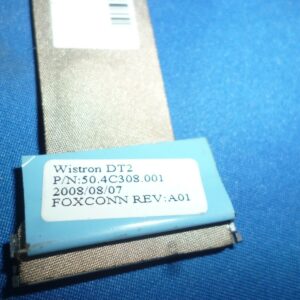 Wistron DT2
P/N:50.4C308.001
2008/08/07
FOXCONN REV:A01